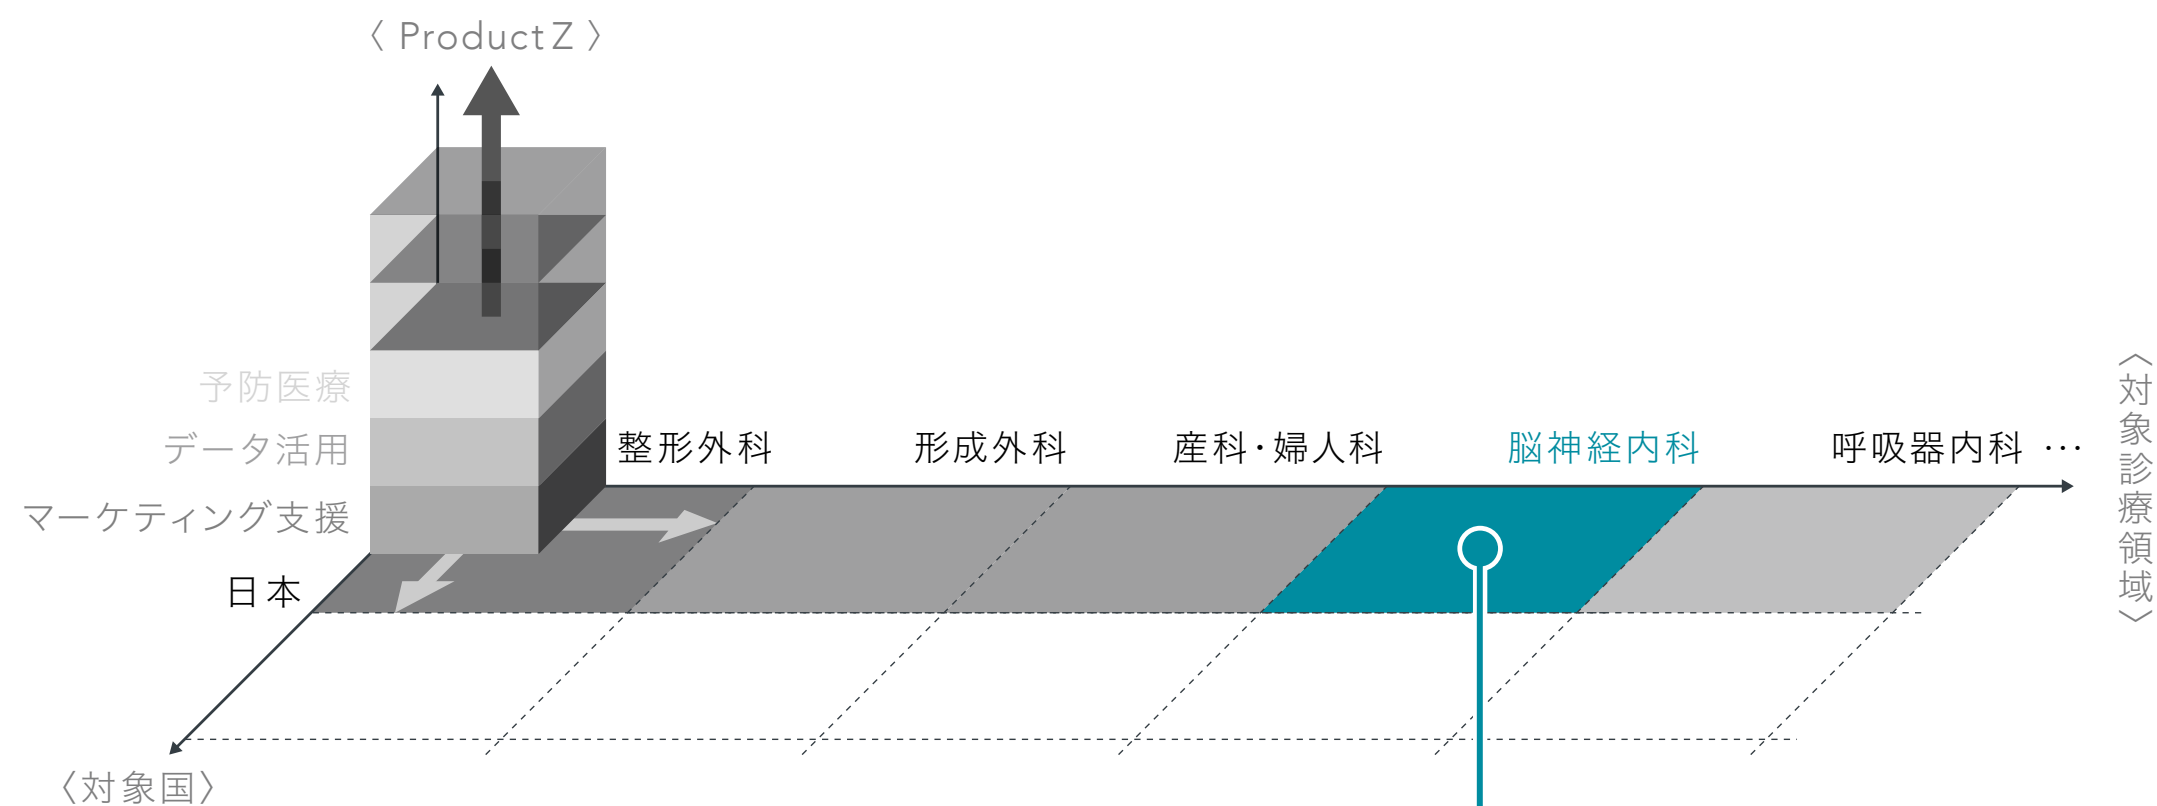 〈 Product Z 〉
予防医療
データ活用
マーケティング支援
整形外科
形成外科
産科・婦人科
脳神経内科
呼吸器内科 …
〈対象診療領域〉
日本
〈対象国〉